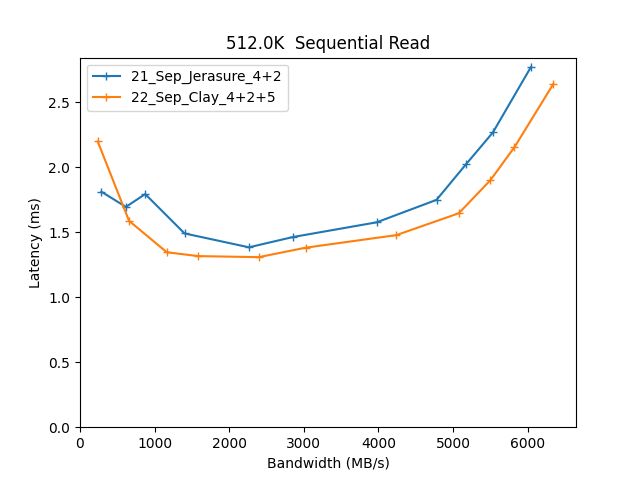 512.0K  Sequential Read
21_Sep_Jerasure_4+2
22_Sep_Clay_4+2+5
2.5
2.0
1.5
1.0
0.5
0.0
Latency (ms)
0 1000 2000 3000 4000 5000 6000
Bandwidth (MB/s)